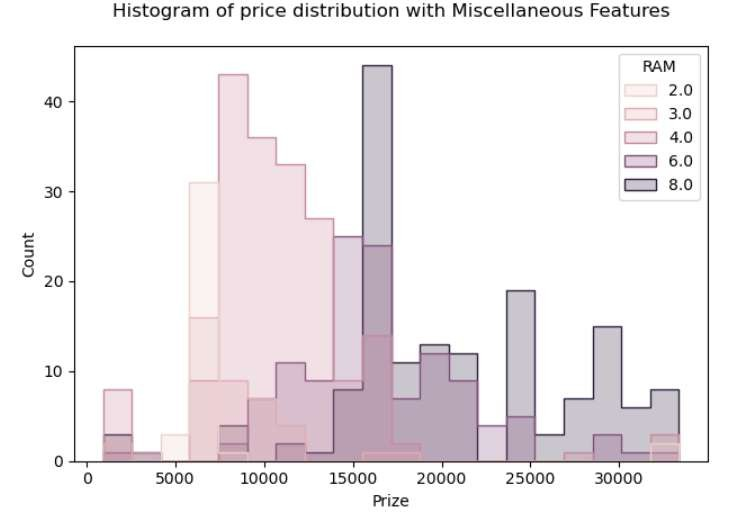 Histogram of price distribution with Miscellaneous Features
RAM
2.0
3.0
4.0
6.0
8.0
40
30
20
10
0
Count
0 5000 10000 15000 20000 25000 30000
Prize